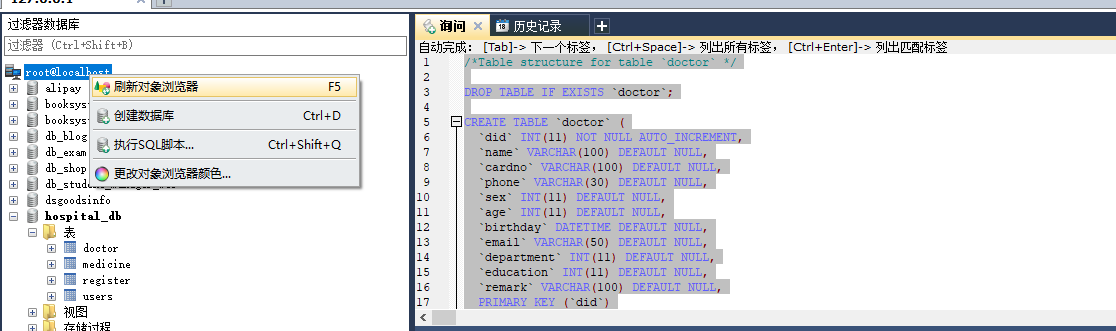 127.0.0.1
过滤器数据库
过滤器 (Ctrl+Shift+B)
root@localhost
刷新对象浏览器 F5
创建数据库 Ctrl+D
执行SQL脚本... Ctrl+Shift+Q
更改对象浏览器颜色...
alipay
booksys
booksys
db_blog
db_exam
db_shop
dsgoodsinfo
hospital_db
表
doctor
medicine
register
users
视图
存储过程
询问
18 历史记录
自动完成： [Tab]-> 下一个标签， [Ctrl+Space]-> 列出所有标签， [Ctrl+Enter]-> 列出匹配标签
1 /*Table structure for table `doctor` */
2
3 DROP TABLE IF EXISTS `doctor`;
4
5 CREATE TABLE `doctor` (
6 `did` INT(11) NOT NULL AUTO_INCREMENT,
7 `name` VARCHAR(100) DEFAULT NULL,
8 `cardno` VARCHAR(100) DEFAULT NULL,
9 `phone` VARCHAR(30) DEFAULT NULL,
10 `sex` INT(11) DEFAULT NULL,
11 `age` INT(11) DEFAULT NULL,
12 `birthday` DATETIME DEFAULT NULL,
13 `email` VARCHAR(50) DEFAULT NULL,
14 `department` INT(11) DEFAULT NULL,
15 `education` INT(11) DEFAULT NULL,
16 `remark` VARCHAR(100) DEFAULT NULL,
17 PRIMARY KEY (`did`)